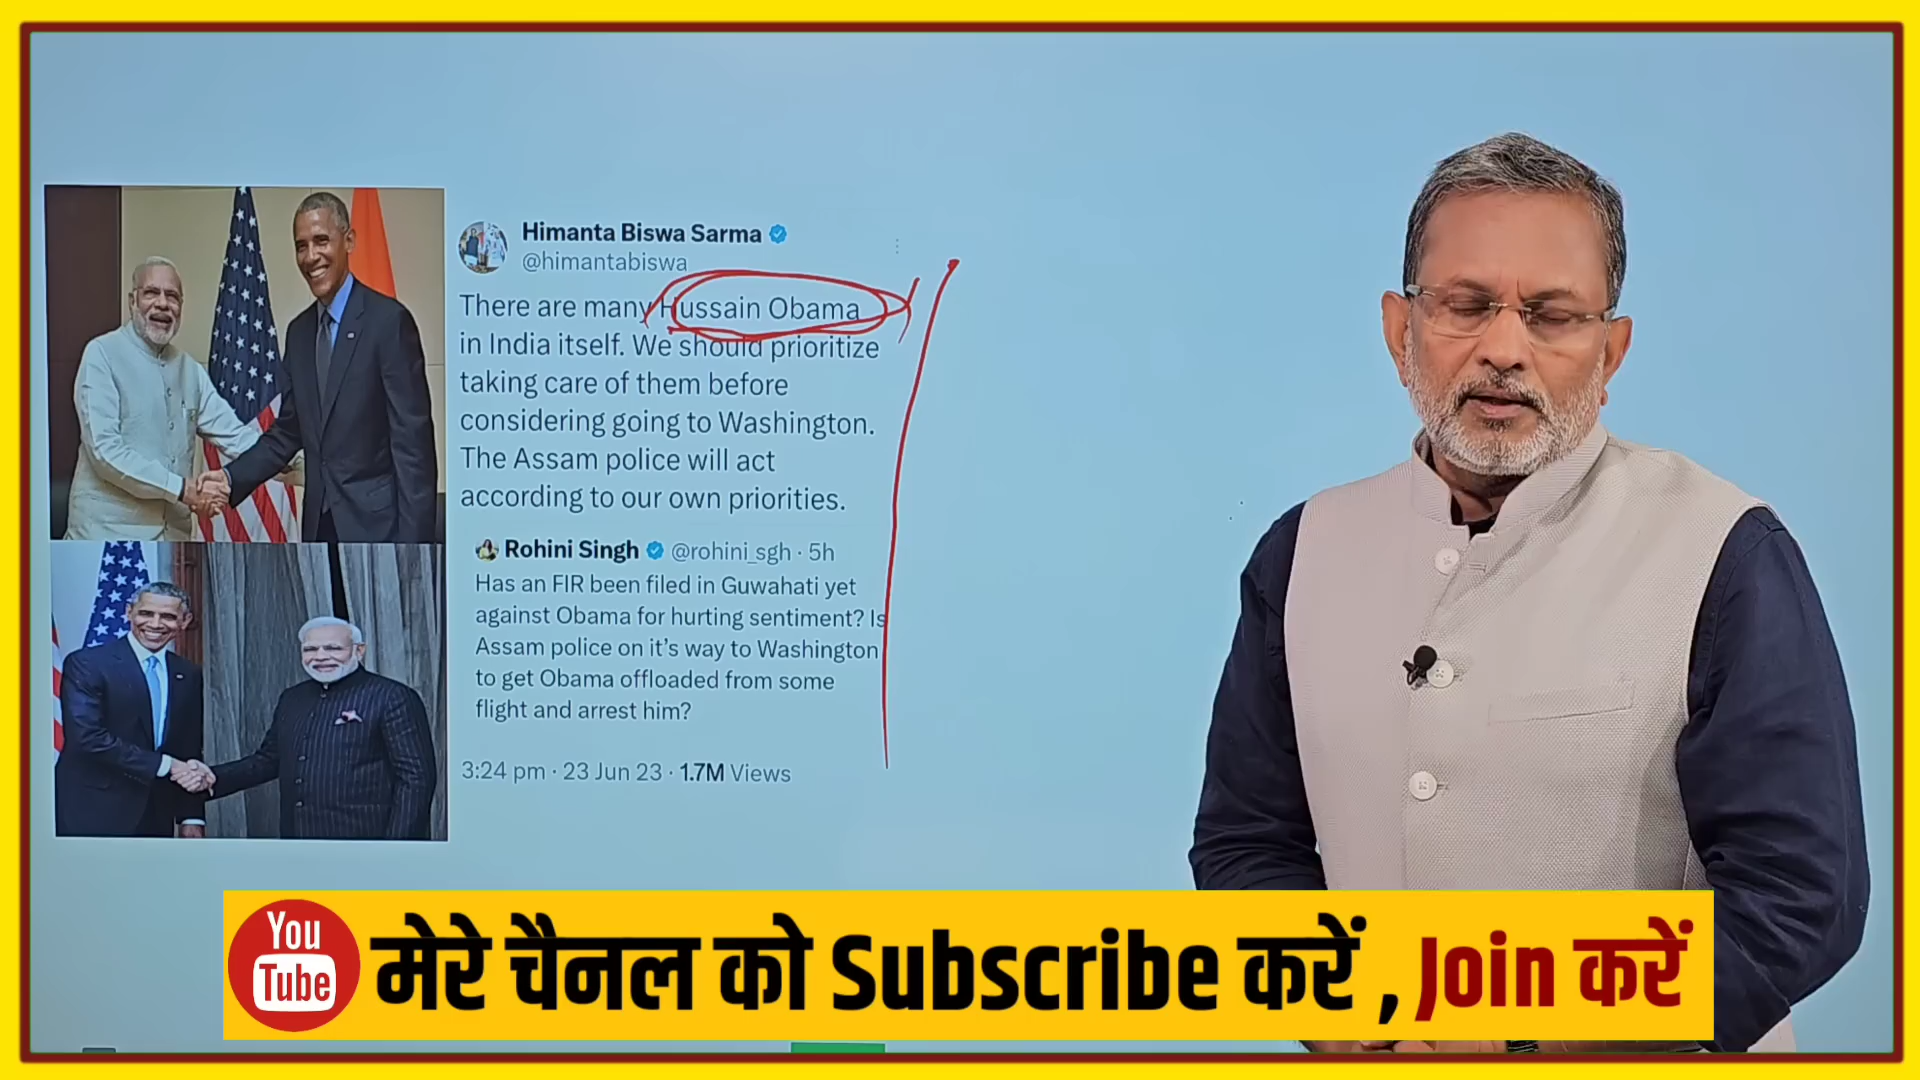 Himanta Biswa Sarma
@himantabiswa
There are many Hussain Obama
in India itself. We should prioritize
taking care of them before
considering going to Washington.
The Assam police will act
according to our own priorities.
Rohini Singh @rohini_sgh · 5h
Has an FIR been filed in Guwahati yet
against Obama for hurting sentiment? Is
Assam police on it's way to Washington
to get Obama offloaded from some
flight and arrest him?
3:24 pm · 23 Jun 23 · 1.7M Views
You
Tube
मेरे चैनल को Subscribe करें , Join करें